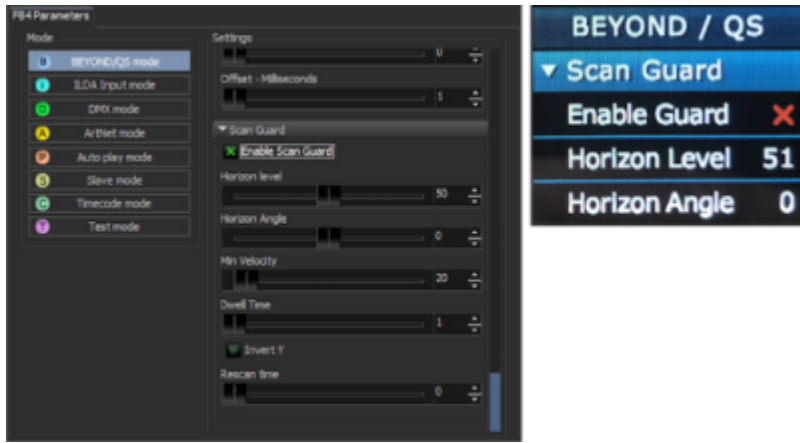 FB4 Parameters
Mode
B BEYOND/QS mode
I ILDA Input mode
D DMX mode
A ArtNet mode
P Auto play mode
S Slave mode
C Timecode mode
T Test mode
Settings
0
Offset - Milliseconds
1
Scan Guard
Enable Scan Guard
Horizon level
50
Horizon Angle
0
Min Velocity
20
Dwell Time
1
Invert Y
Rescan time
0
BEYOND / QS
Scan Guard
Enable Guard
Horizon Level 51
Horizon Angle 0